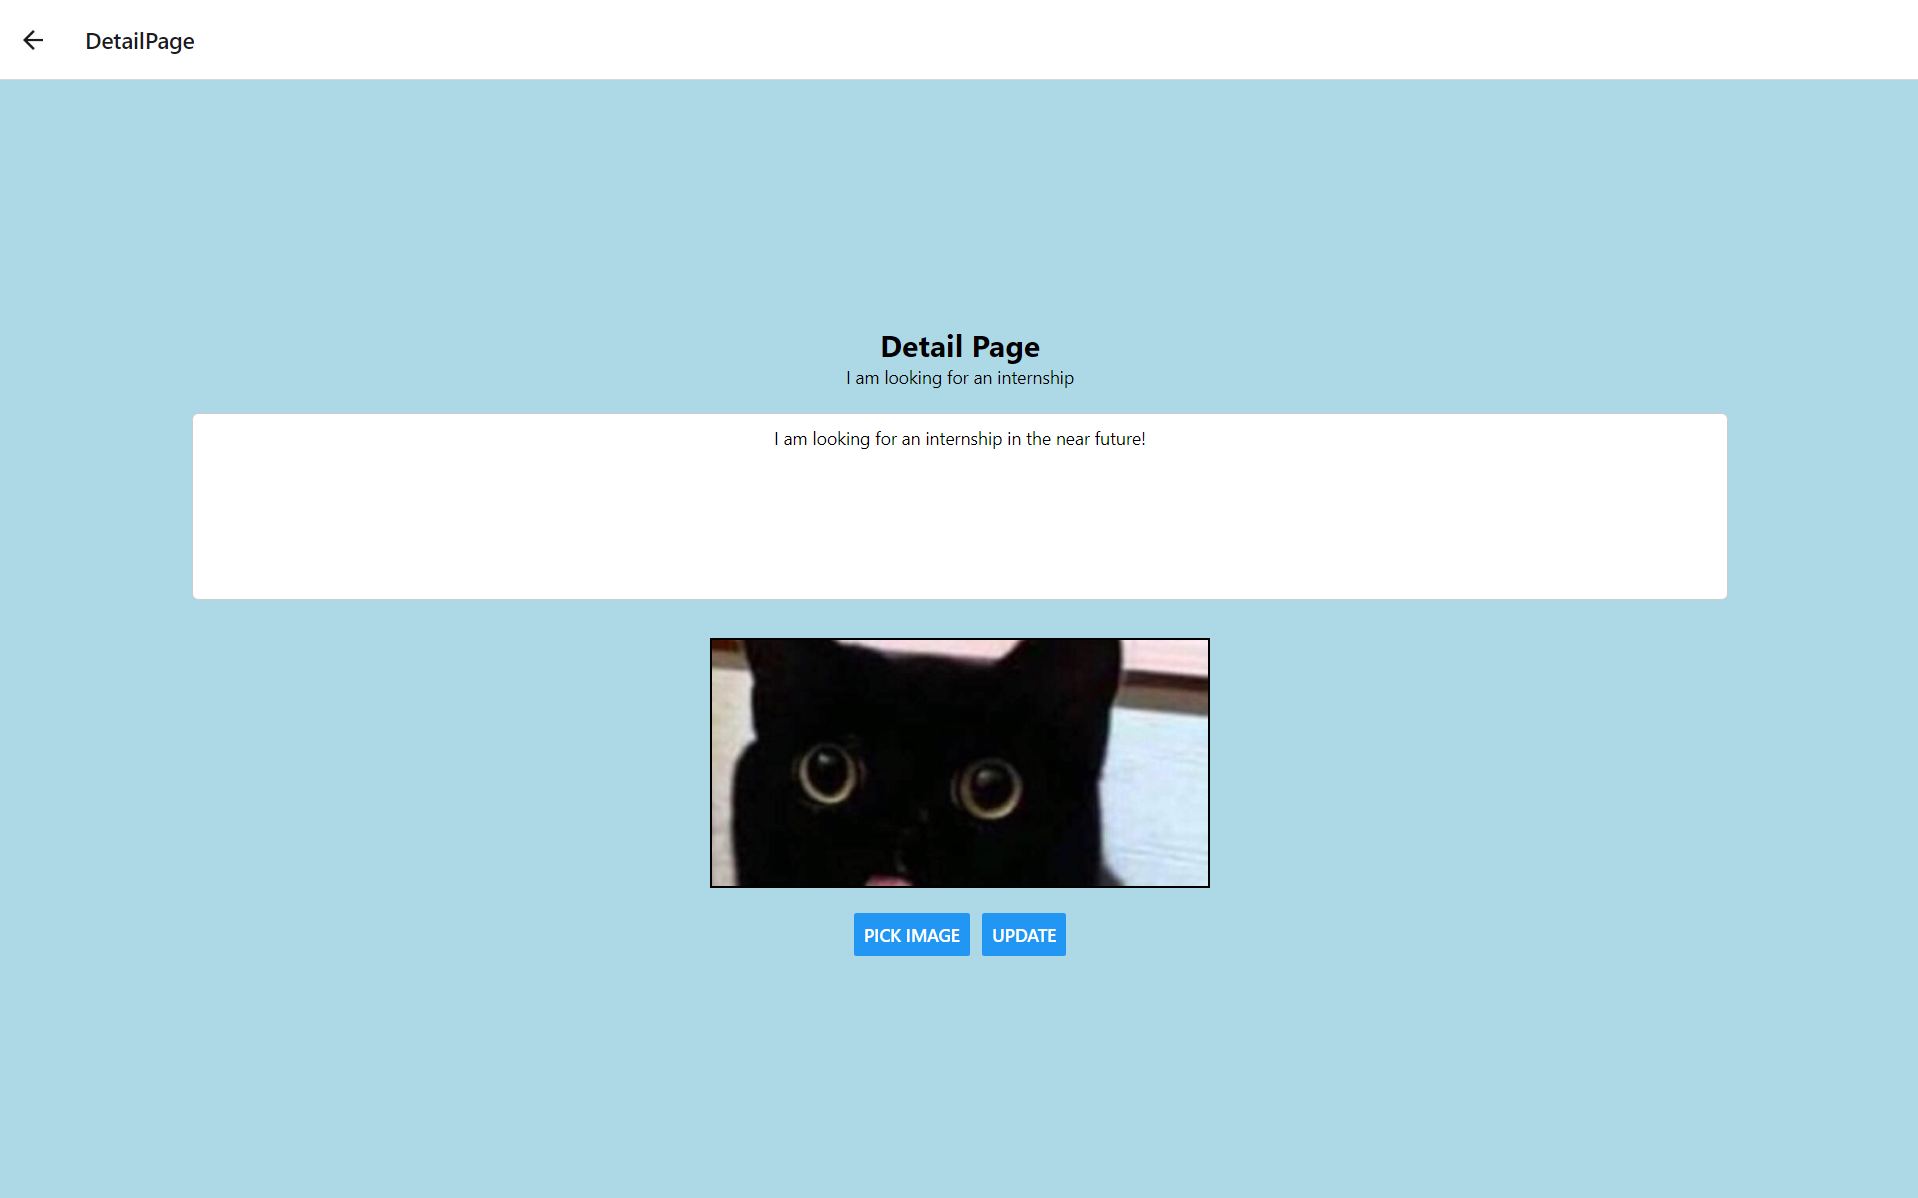 DetailPage
Detail Page
I am looking for an internship
I am looking for an internship in the near future!
PICK IMAGE
UPDATE